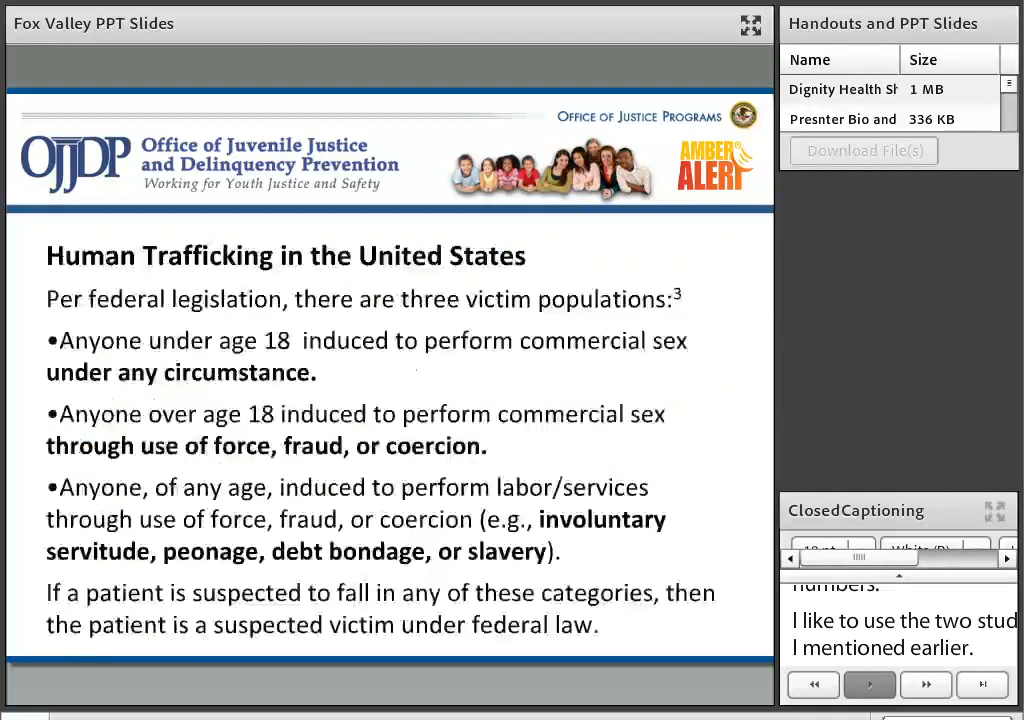 Fox Valley PPT Slides
OFFICE OF JUSTICE PROGRAMS
OJJDP
Office of Juvenile Justice
and Delinquency Prevention
Working for Youth Justice and Safety
AMBER
ALERT
Human Trafficking in the United States
Per federal legislation, there are three victim populations:3
•Anyone under age 18 induced to perform commercial sex
under any circumstance.
•Anyone over age 18 induced to perform commercial sex
through use of force, fraud, or coercion.
•Anyone, of any age, induced to perform labor/services
through use of force, fraud, or coercion (e.g., involuntary
servitude, peonage, debt bondage, or slavery).
If a patient is suspected to fall in any of these categories, then
the patient is a suspected victim under federal law.
Handouts and PPT Slides
Name Size
Dignity Health 1 MB
Presnter Bio and 336 KB
Download File(s)
ClosedCaptioning
numbers.
I like to use the two stud
I mentioned earlier.